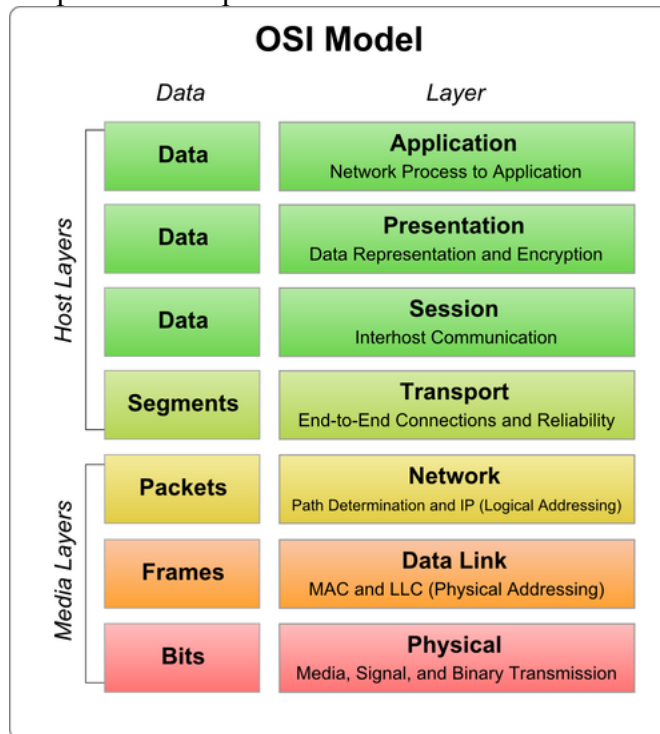 OSI Model
Data Layer
Host Layers
Data
Application
Network Process to Application
Data
Presentation
Data Representation and Encryption
Data
Session
Interhost Communication
Segments
Transport
End-to-End Connections and Reliability
Media Layers
Packets
Network
Path Determination and IP (Logical Addressing)
Frames
Data Link
MAC and LLC (Physical Addressing)
Bits
Physical
Media, Signal, and Binary Transmission